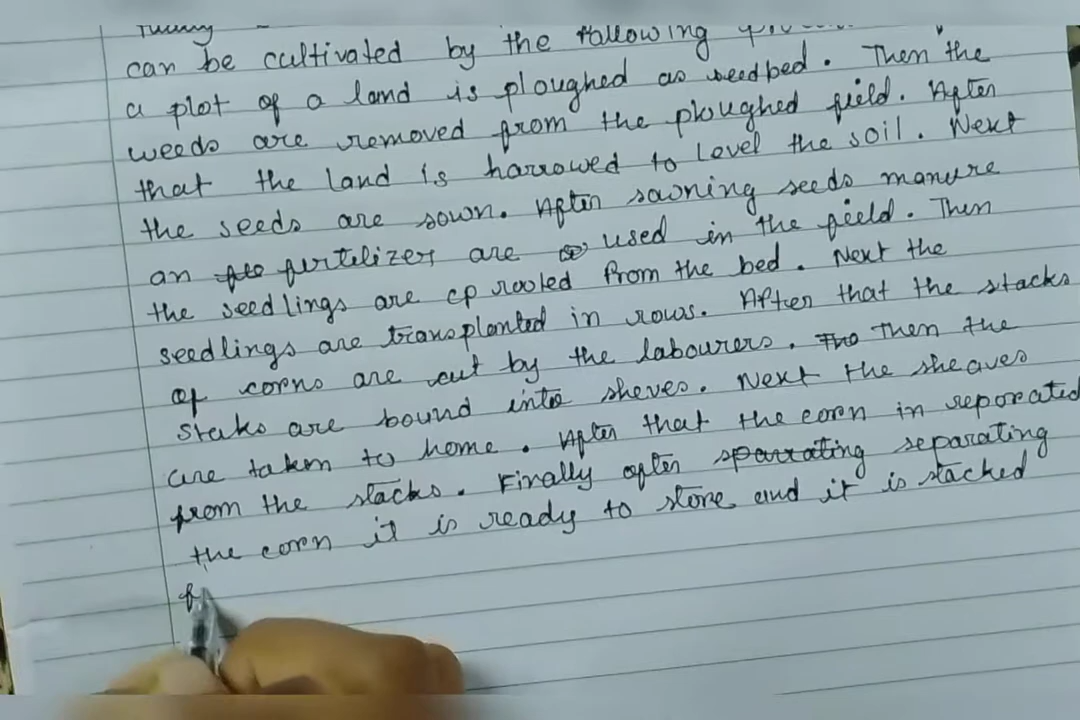 can be cultivated by the following
a plot of a land is ploughed as seedbed. Then the
weeds are removed from the ploughed field. After
that the land is harrowed to level the soil. Next
the seeds are sown. After sowning seeds manure
an fertelizers are used in the field. Then
the seedlings are up rooted from the bed. Next the
seedlings are transplanted in rows. After that the stacks
of corns are cut by the labourers. Then the
staks are bound into sheves. Next the sheaves
are taken to home. After that the corn in seporated
from the stacks. Finally after sparrating separating
the corn it is ready to store and it is stacked
f